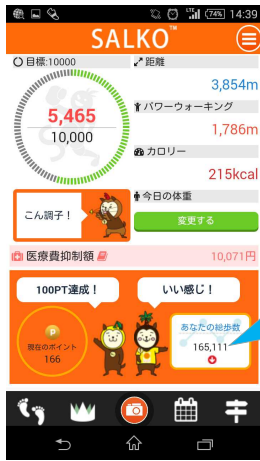 LTE 74% 14:39
SALKO™
目標:10000
距離
3,854m
5,465
10,000
パワーウォーキング
1,786m
カロリー
215kcal
今日の体重
こん調子!
変更する
医療費抑制額
10,071円
100PT達成!
いい感じ!
P
現在のポイント
166
あなたの総歩数
165,111